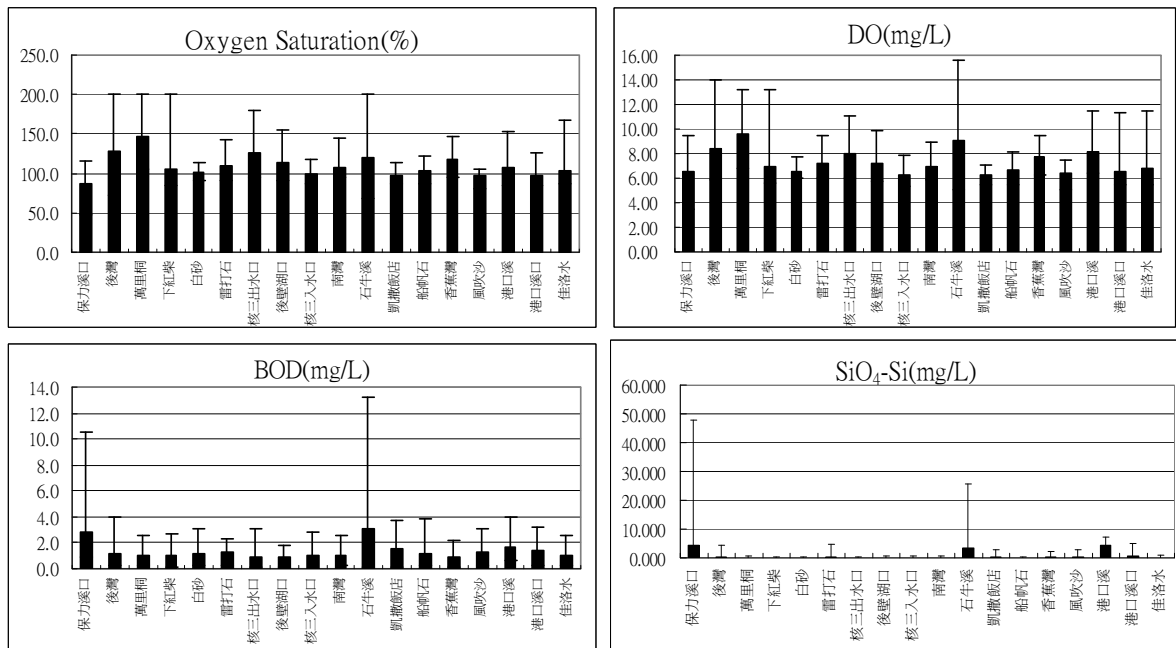 Oxygen Saturation(%)
250.0
200.0
150.0
100.0
50.0
0.0
保力溪口
後灣
萬里桐
下紅柴
白砂
雷打石
核三出水口
後壁湖口
核三入水口
南灣
石牛溪
凱撒飯店
船帆石
香蕉灣
風吹沙
港口溪
港口溪口
佳洛水
DO(mg/L)
16.00
14.00
12.00
10.00
8.00
6.00
4.00
2.00
0.00
保力溪口
後灣
萬里桐
下紅柴
白砂
雷打石
核三出水口
後壁湖口
核三入水口
南灣
石牛溪
凱撒飯店
船帆石
香蕉灣
風吹沙
港口溪
港口溪口
佳洛水
BOD(mg/L)
14.0
12.0
10.0
8.0
6.0
4.0
2.0
0.0
保力溪口
後灣
萬里桐
下紅柴
白砂
雷打石
核三出水口
後壁湖口
核三入水口
南灣
石牛溪
凱撒飯店
船帆石
香蕉灣
風吹沙
港口溪
港口溪口
佳洛水
SiO₄-Si(mg/L)
60.000
50.000
40.000
30.000
20.000
10.000
0.000
保力溪口
後灣
萬里桐
下紅柴
白砂
雷打石
核三出水口
後壁湖口
核三入水口
南灣
石牛溪
凱撒飯店
船帆石
香蕉灣
風吹沙
港口溪
港口溪口
佳洛水